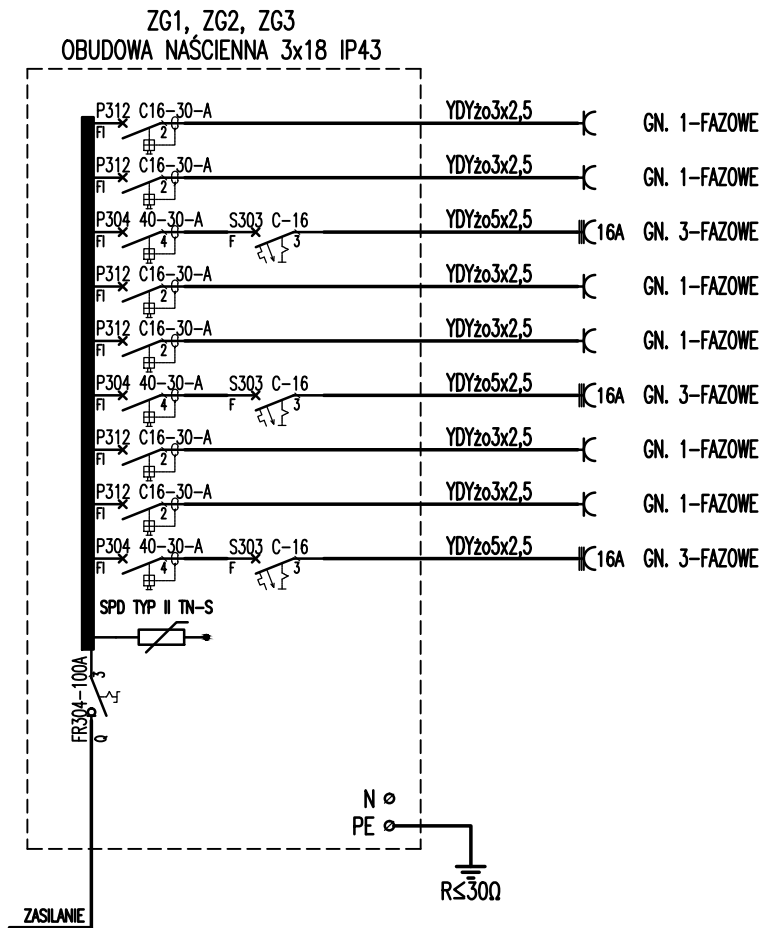 ZG1, ZG2, ZG3
OBUDOWA NAŚCIENNA 3x18 IP43
P312 C16-30-A YDYżo3x2,5 GN. 1-FAZOWE
FI 2
P312 C16-30-A YDYżo3x2,5 GN. 1-FAZOWE
FI 2
P304 40-30-A S303 C-16 YDYżo5x2,5 16A GN. 3-FAZOWE
FI 4 F 3
P312 C16-30-A YDYżo3x2,5 GN. 1-FAZOWE
FI 2
P312 C16-30-A YDYżo3x2,5 GN. 1-FAZOWE
FI 2
P304 40-30-A S303 C-16 YDYżo5x2,5 16A GN. 3-FAZOWE
FI 4 F 3
P312 C16-30-A YDYżo3x2,5 GN. 1-FAZOWE
FI 2
P312 C16-30-A YDYżo3x2,5 GN. 1-FAZOWE
FI 2
P304 40-30-A S303 C-16 YDYżo5x2,5 16A GN. 3-FAZOWE
FI 4 F 3
SPD TYP II TN-S
FR304-100A 3
Q
N
PE
R≤30Ω
ZASILANIE